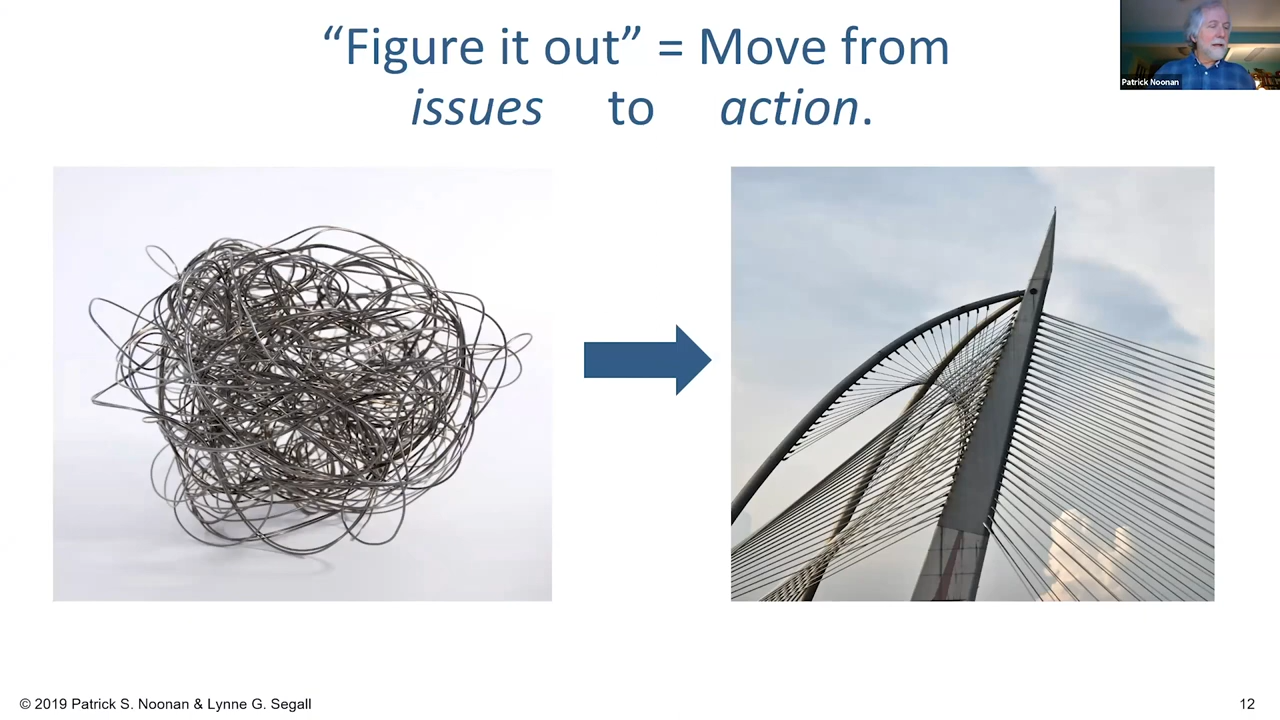 “Figure it out” = Move from
issues to action.
Patrick Noonan
© 2019 Patrick S. Noonan & Lynne G. Segall
12